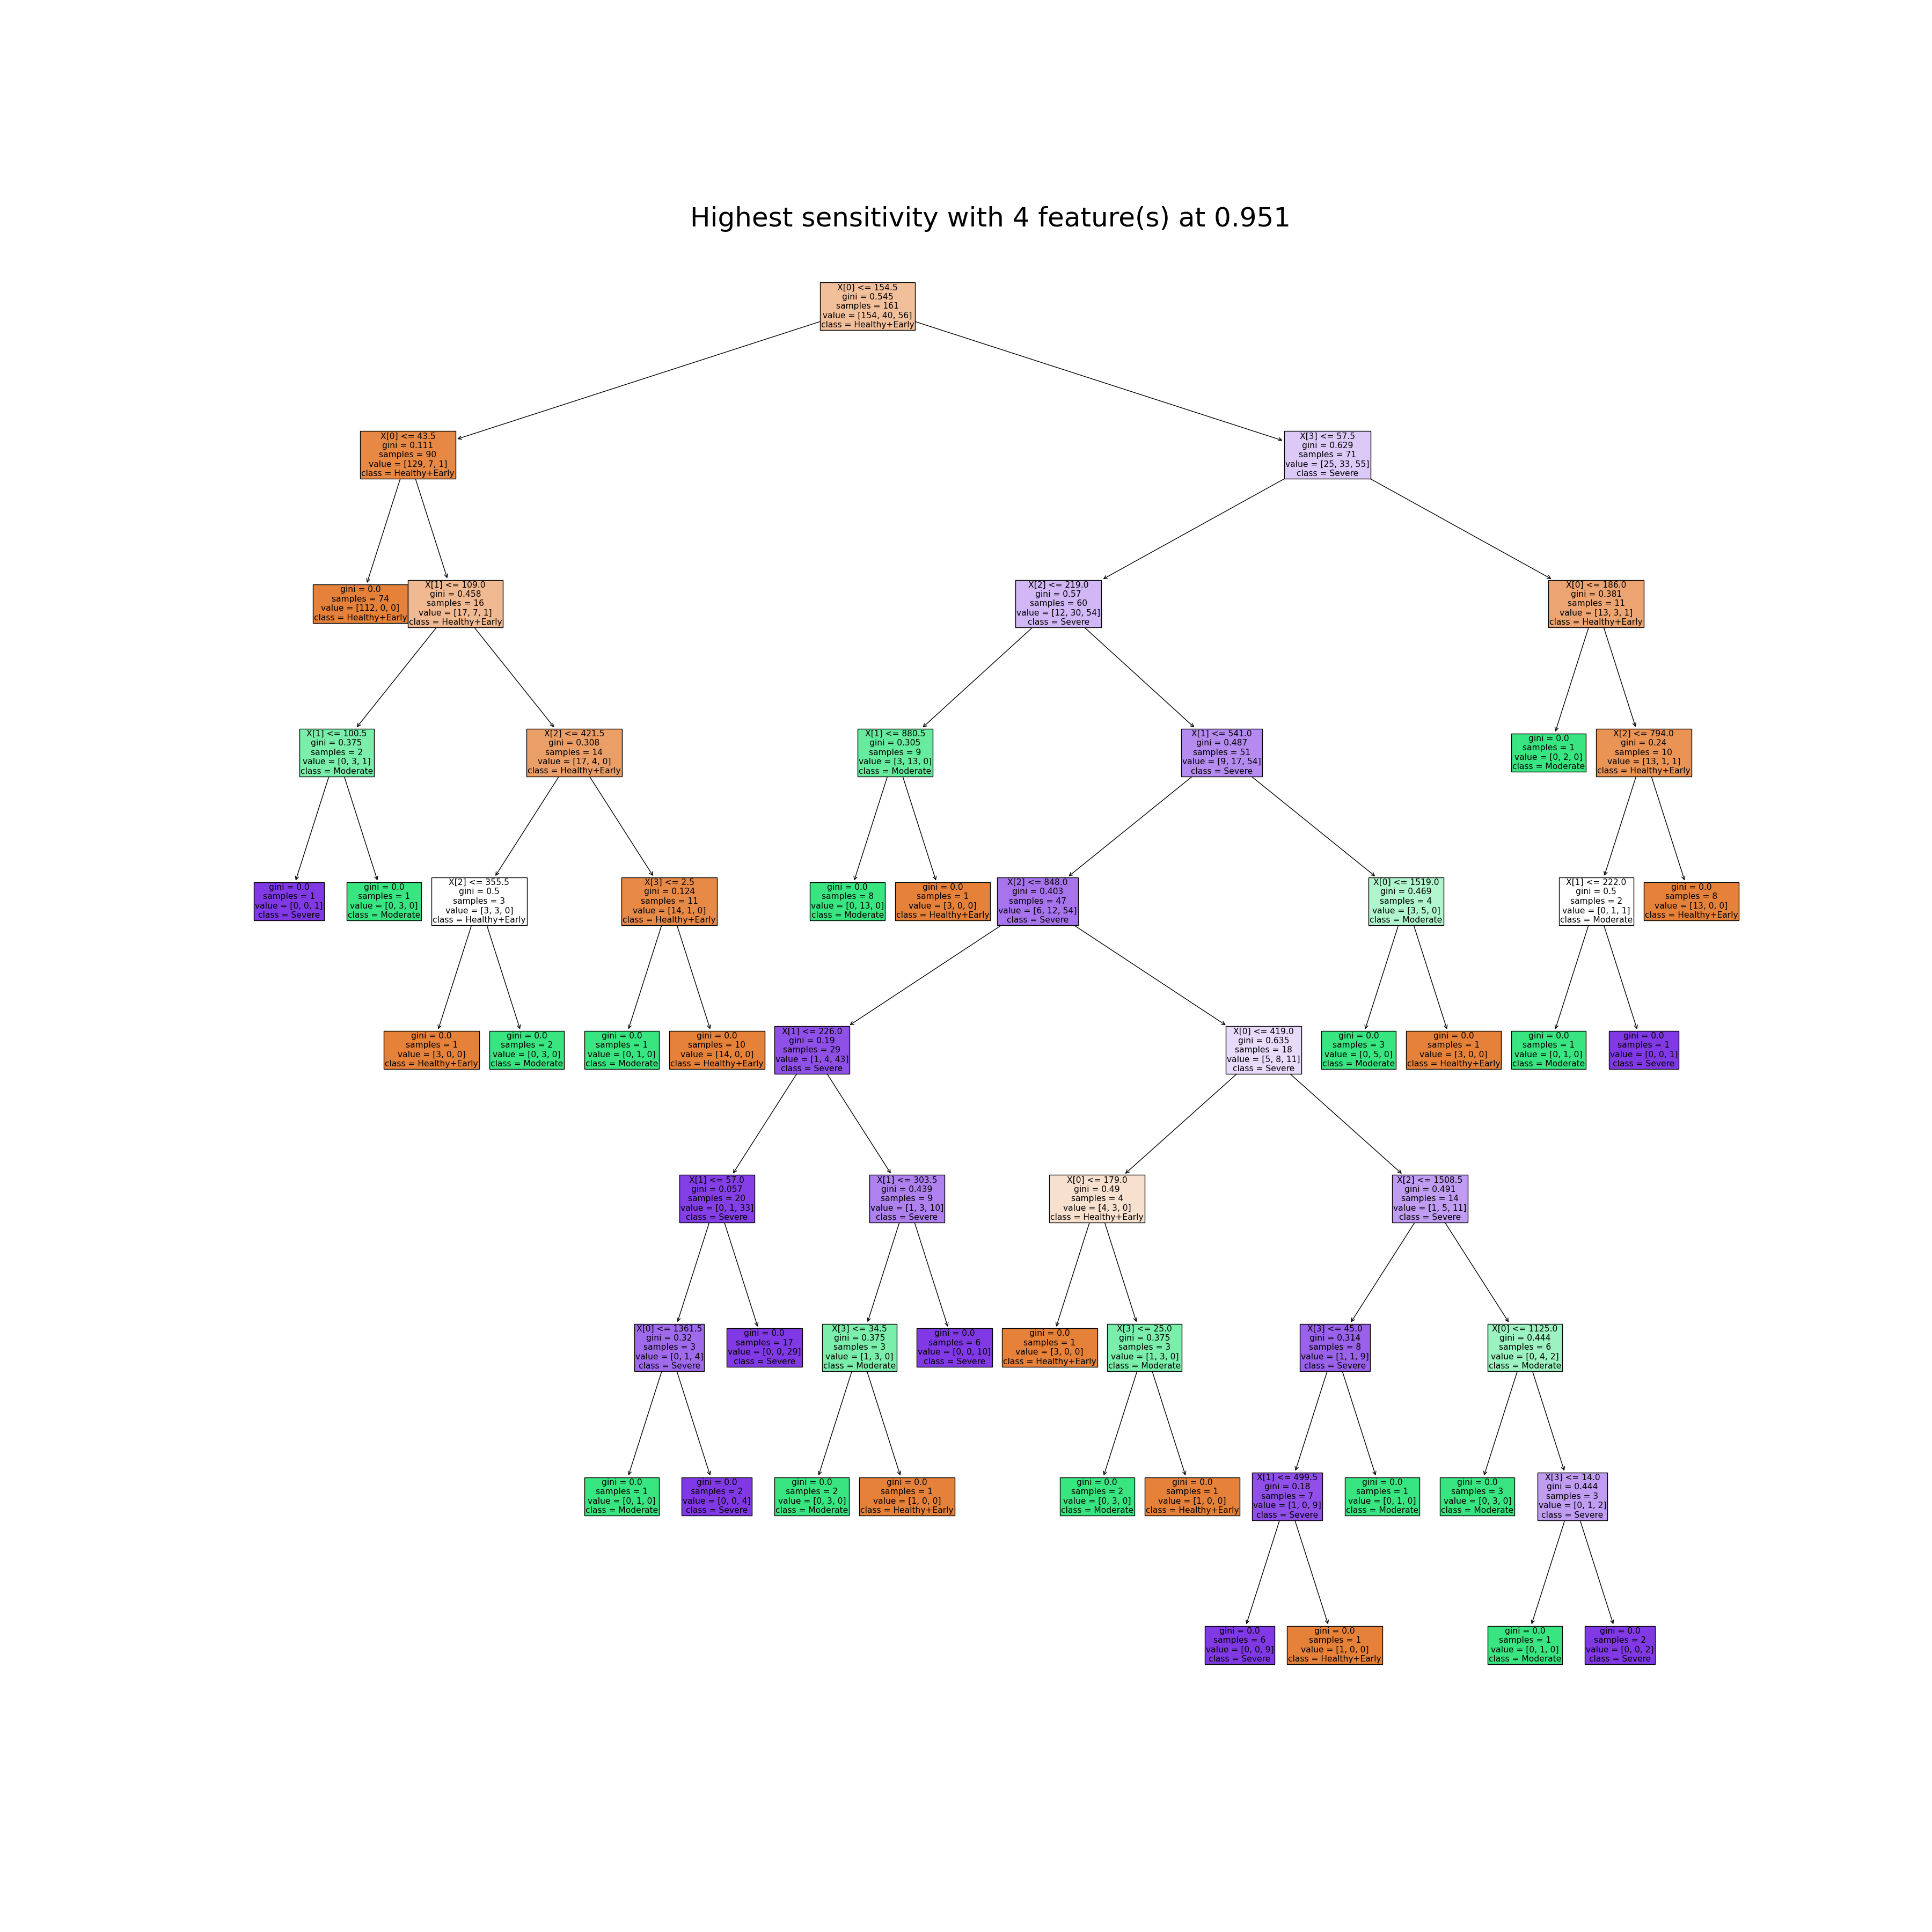 Highest sensitivity with 4 feature(s) at 0.951
X[0] <= 154.5
gini = 0.545
samples = 161
value = [154, 40, 56]
class = Healthy+Early
X[0] <= 43.5
gini = 0.111
samples = 90
value = [129, 7, 1]
class = Healthy+Early
X[3] <= 57.5
gini = 0.629
samples = 71
value = [25, 33, 55]
class = Severe
gini = 0.0
samples = 74
value = [112, 0, 0]
class = Healthy+Early
X[1] <= 109.0
gini = 0.458
samples = 16
value = [17, 7, 1]
class = Healthy+Early
X[2] <= 219.0
gini = 0.57
samples = 60
value = [12, 30, 54]
class = Severe
X[0] <= 186.0
gini = 0.381
samples = 11
value = [13, 3, 1]
class = Healthy+Early
X[1] <= 100.5
gini = 0.375
samples = 2
value = [0, 3, 1]
class = Moderate
X[2] <= 421.5
gini = 0.308
samples = 14
value = [17, 4, 0]
class = Healthy+Early
X[1] <= 880.5
gini = 0.305
samples = 9
value = [3, 13, 0]
class = Moderate
X[1] <= 541.0
gini = 0.487
samples = 51
value = [9, 17, 54]
class = Severe
gini = 0.0
samples = 1
value = [0, 2, 0]
class = Moderate
X[2] <= 794.0
gini = 0.24
samples = 10
value = [13, 1, 1]
class = Healthy+Early
gini = 0.0
samples = 1
value = [0, 0, 1]
class = Severe
gini = 0.0
samples = 1
value = [0, 3, 0]
class = Moderate
X[2] <= 355.5
gini = 0.5
samples = 3
value = [3, 3, 0]
class = Healthy+Early
X[3] <= 2.5
gini = 0.124
samples = 11
value = [14, 1, 0]
class = Healthy+Early
gini = 0.0
samples = 8
value = [0, 13, 0]
class = Moderate
gini = 0.0
samples = 1
value = [3, 0, 0]
class = Healthy+Early
X[2] <= 848.0
gini = 0.403
samples = 47
value = [6, 12, 54]
class = Severe
X[0] <= 1519.0
gini = 0.469
samples = 4
value = [3, 5, 0]
class = Moderate
X[1] <= 222.0
gini = 0.5
samples = 2
value = [0, 1, 1]
class = Moderate
gini = 0.0
samples = 8
value = [13, 0, 0]
class = Healthy+Early
gini = 0.0
samples = 1
value = [3, 0, 0]
class = Healthy+Early
gini = 0.0
samples = 2
value = [0, 3, 0]
class = Moderate
gini = 0.0
samples = 1
value = [0, 1, 0]
class = Moderate
gini = 0.0
samples = 10
value = [14, 0, 0]
class = Healthy+Early
X[1] <= 226.0
gini = 0.19
samples = 29
value = [1, 4, 43]
class = Severe
X[0] <= 419.0
gini = 0.635
samples = 18
value = [5, 8, 11]
class = Severe
gini = 0.0
samples = 3
value = [0, 5, 0]
class = Moderate
gini = 0.0
samples = 1
value = [3, 0, 0]
class = Healthy+Early
gini = 0.0
samples = 1
value = [0, 1, 0]
class = Moderate
gini = 0.0
samples = 1
value = [0, 0, 1]
class = Severe
X[1] <= 57.0
gini = 0.057
samples = 20
value = [0, 1, 33]
class = Severe
X[1] <= 303.5
gini = 0.439
samples = 9
value = [1, 3, 10]
class = Severe
X[0] <= 179.0
gini = 0.49
samples = 4
value = [4, 3, 0]
class = Healthy+Early
X[2] <= 1508.5
gini = 0.491
samples = 14
value = [1, 5, 11]
class = Severe
X[0] <= 1361.5
gini = 0.32
samples = 3
value = [0, 1, 4]
class = Severe
gini = 0.0
samples = 17
value = [0, 0, 29]
class = Severe
X[3] <= 34.5
gini = 0.375
samples = 3
value = [1, 3, 0]
class = Moderate
gini = 0.0
samples = 6
value = [0, 0, 10]
class = Severe
gini = 0.0
samples = 1
value = [3, 0, 0]
class = Healthy+Early
X[3] <= 25.0
gini = 0.375
samples = 3
value = [1, 3, 0]
class = Moderate
X[3] <= 45.0
gini = 0.314
samples = 8
value = [1, 1, 9]
class = Severe
X[0] <= 1125.0
gini = 0.444
samples = 6
value = [0, 4, 2]
class = Moderate
gini = 0.0
samples = 1
value = [0, 1, 0]
class = Moderate
gini = 0.0
samples = 2
value = [0, 0, 4]
class = Severe
gini = 0.0
samples = 2
value = [0, 3, 0]
class = Moderate
gini = 0.0
samples = 1
value = [1, 0, 0]
class = Healthy+Early
gini = 0.0
samples = 2
value = [0, 3, 0]
class = Moderate
gini = 0.0
samples = 1
value = [1, 0, 0]
class = Healthy+Early
X[1] <= 499.5
gini = 0.18
samples = 7
value = [1, 0, 9]
class = Severe
gini = 0.0
samples = 1
value = [0, 1, 0]
class = Moderate
gini = 0.0
samples = 3
value = [0, 3, 0]
class = Moderate
X[3] <= 14.0
gini = 0.444
samples = 3
value = [0, 1, 2]
class = Severe
gini = 0.0
samples = 6
value = [0, 0, 9]
class = Severe
gini = 0.0
samples = 1
value = [1, 0, 0]
class = Healthy+Early
gini = 0.0
samples = 1
value = [0, 1, 0]
class = Moderate
gini = 0.0
samples = 2
value = [0, 0, 2]
class = Severe